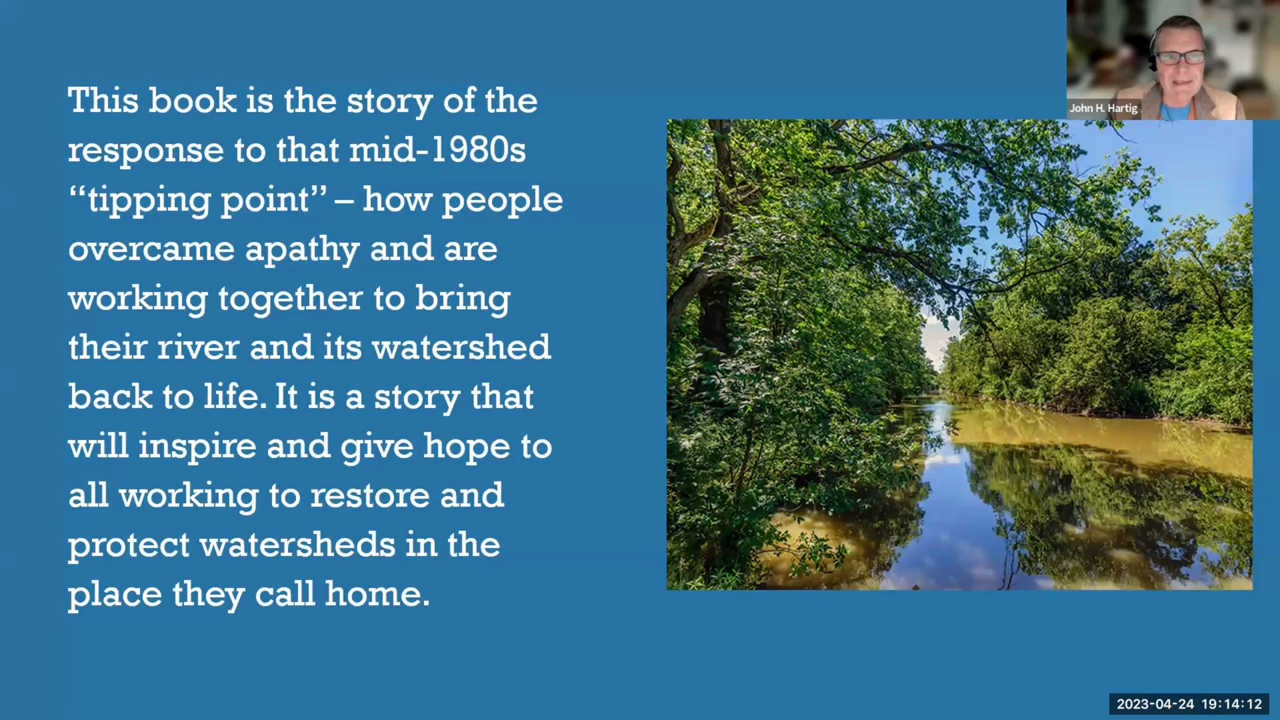 John H. Hartig
This book is the story of the
response to that mid-1980s
“tipping point” – how people
overcame apathy and are
working together to bring
their river and its watershed
back to life. It is a story that
will inspire and give hope to
all working to restore and
protect watersheds in the
place they call home.
2023-04-24 19:14:12